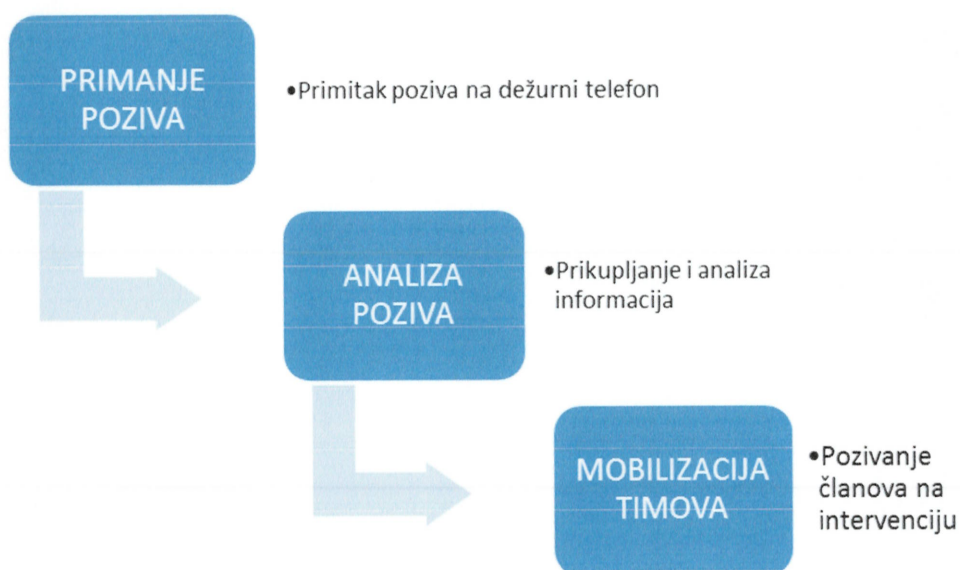 PRIMANJE
POZIVA
•Primitak poziva na dežurni telefon
ANALIZA
POZIVA
•Prikupljanje i analiza
informacija
MOBILIZACIJA
TIMOVA
•Pozivanje
članova na
intervenciju